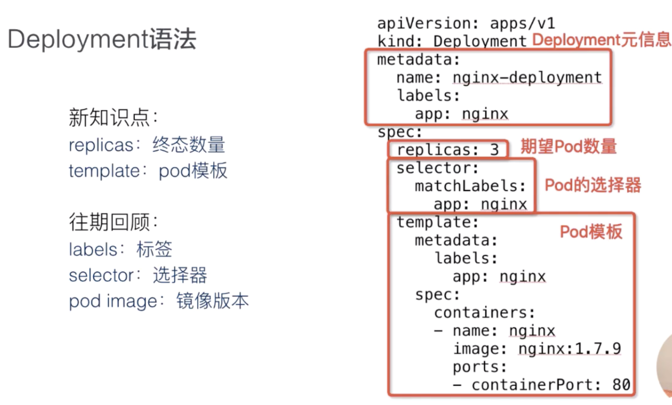 Deployment语法
新知识点：
replicas：终态数量
template：pod模板
往期回顾：
labels：标签
selector：选择器
pod image：镜像版本
apiVersion: apps/v1
kind: Deployment Deployment元信息
metadata:
name: nginx-deployment
labels:
app: nginx
spec:
replicas: 3 期望Pod数量
selector:
matchLabels: Pod的选择器
app: nginx
template: Pod模板
metadata:
labels:
app: nginx
spec:
containers:
- name: nginx
image: nginx:1.7.9
ports:
- containerPort: 80